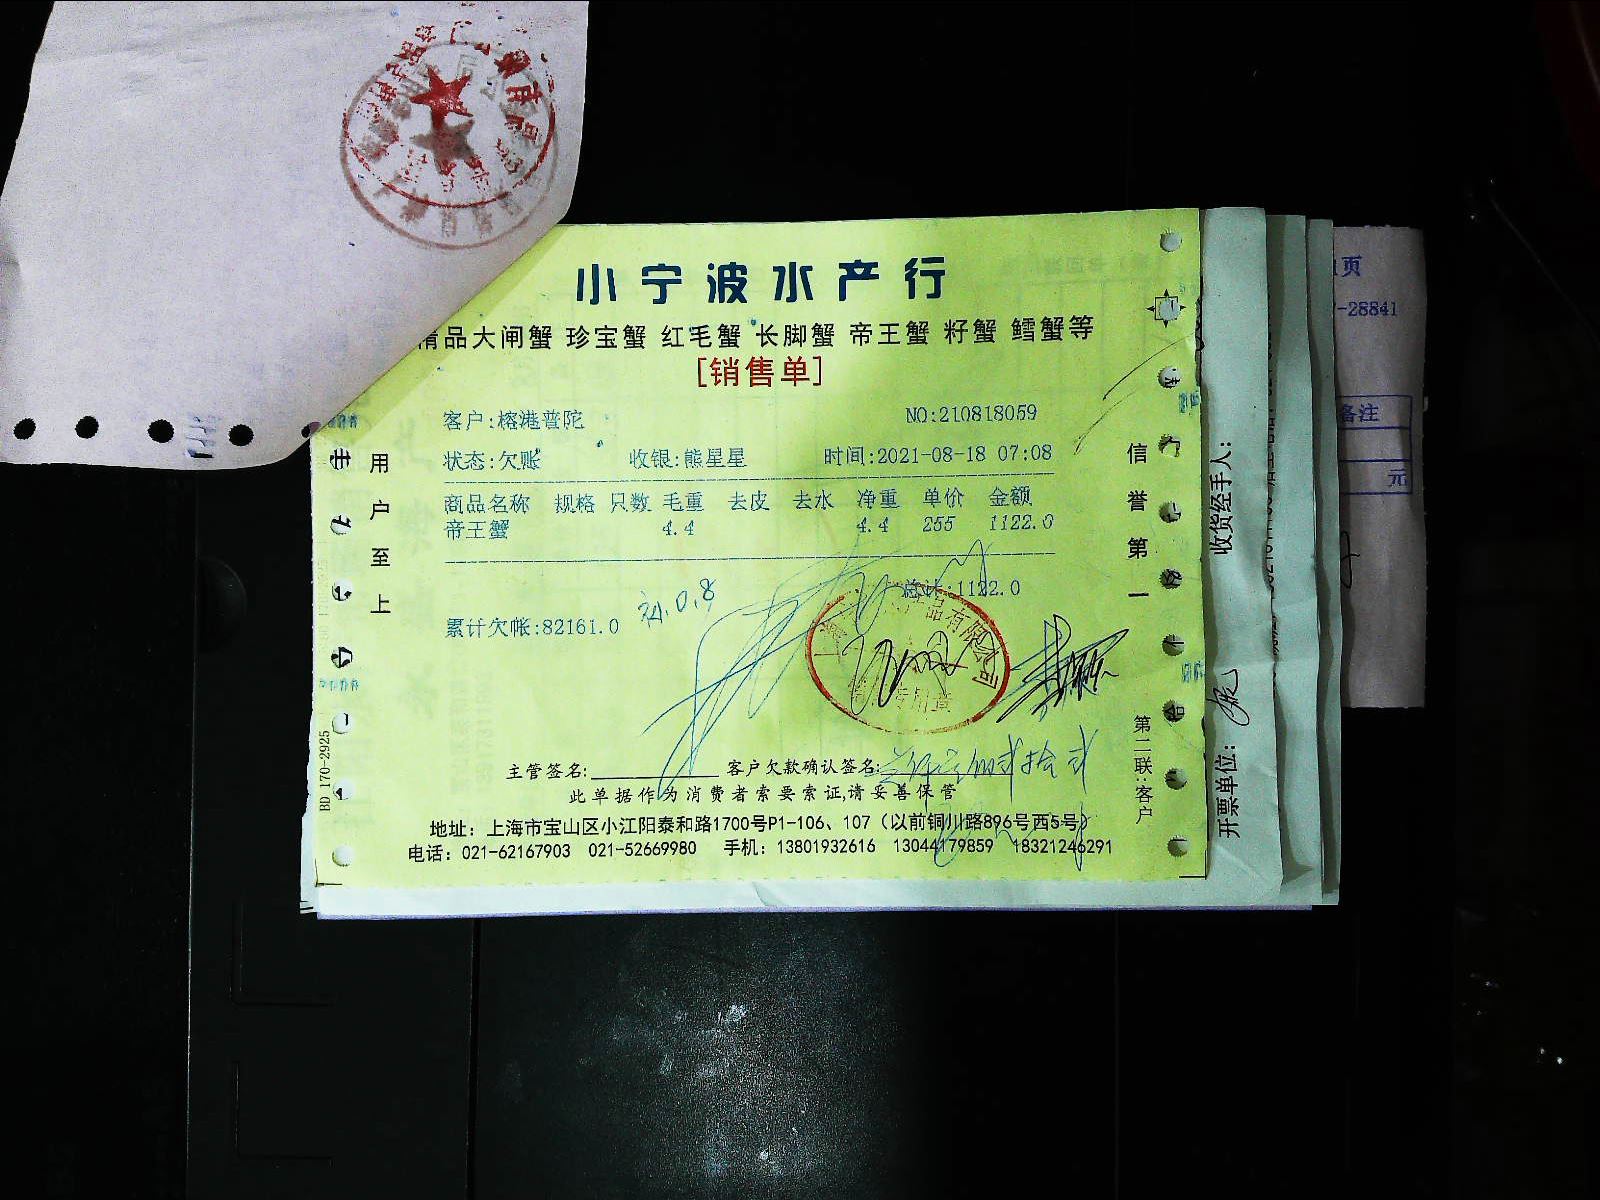 小宁波水产行
精品大闸蟹 珍宝蟹 红毛蟹 长脚蟹 帝王蟹 籽蟹 鳕蟹等
[销售单]
客户:榕港普陀 NO:210818059
状态:欠账 收银:熊星星 时间:2021-08-18 07:08
商品名称 规格 只数 毛重 去皮 去水 净重 单价 金额
帝王蟹 4.4 4.4 255 1122.0
总计:1122.0
累计欠帐:82161.0
主管签名: 客户欠款确认签名:
此单据作为消费者索要索证,请妥善保管
地址：上海市宝山区小江阳泰和路1700号P1-106、107（以前铜川路896号西5号）
电话：021-62167903 021-52669980 手机：13801932616 13044179859 18321246291
用户至上
信誉第一
第二联:客户
BD 170-2925
收货经手人:
开票单位:
页
-28841
备注
元